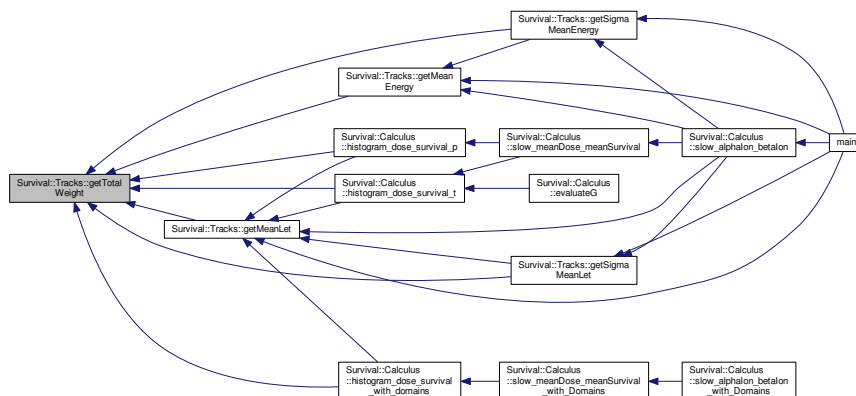 Survival::Tracks::getSigma
MeanEnergy
Survival::Tracks::getMean
Energy
Survival::Calculus
::histogram_dose_survival_p
Survival::Calculus
::slow_meanDose_meanSurvival
Survival::Calculus
::slow_alphaIon_betaIon
main
Survival::Tracks::getTotal
Weight
Survival::Calculus
::histogram_dose_survival_t
Survival::Calculus
::evaluateG
Survival::Tracks::getMeanLet
Survival::Tracks::getSigma
MeanLet
Survival::Calculus
::histogram_dose_survival
_with_domains
Survival::Calculus
::slow_meanDose_meanSurvival
_with_Domains
Survival::Calculus
::slow_alphaIon_betaIon
_with_Domains